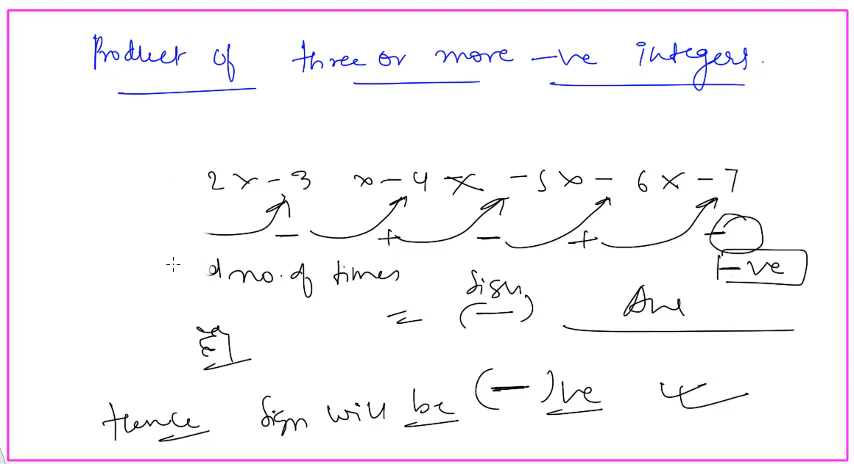 Product of three or more -ve integers.
2 x - 3 x - 4 x - 5 x - 6 x - 7
- + - + -
d no. of times -ve
= Sign (-) Ans
Hence Sign will be (-)ve